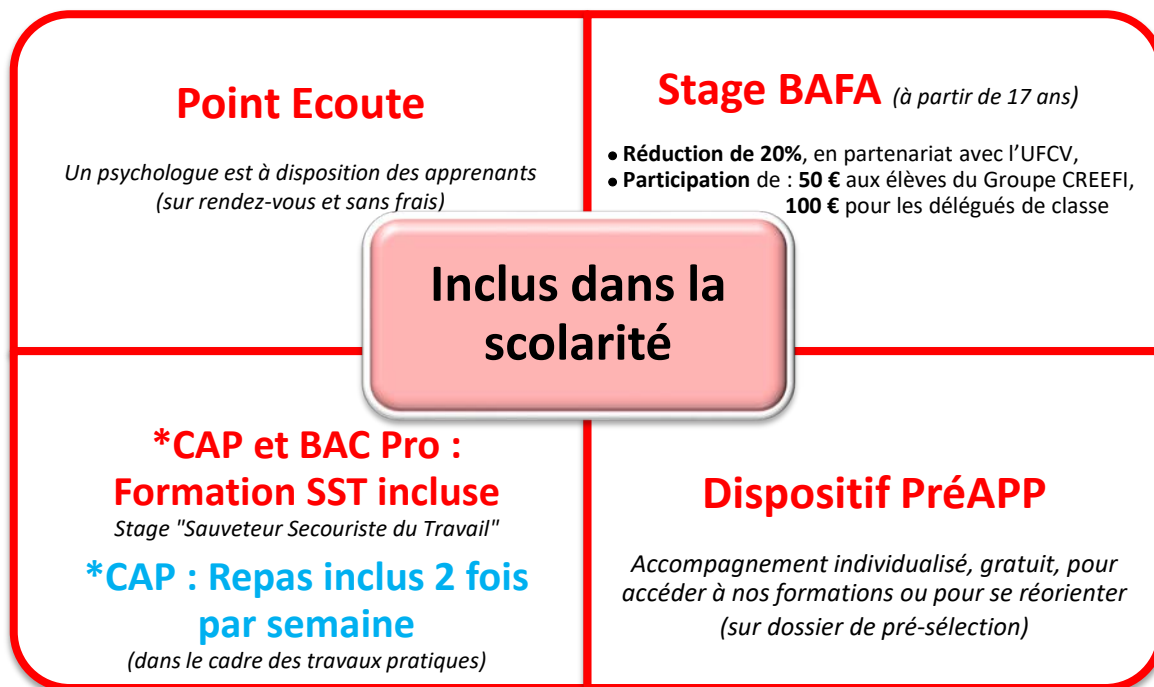 Point Ecoute
Un psychologue est à disposition des apprenants
(sur rendez-vous et sans frais)
Stage BAFA (à partir de 17 ans)
• Réduction de 20%, en partenariat avec l'UFCV,
• Participation de : 50 € aux élèves du Groupe CREEFI,
100 € pour les délégués de classe
Inclus dans la
scolarité
*CAP et BAC Pro :
Formation SST incluse
Stage "Sauveteur Secouriste du Travail"
*CAP : Repas inclus 2 fois
par semaine
(dans le cadre des travaux pratiques)
Dispositif PréAPP
Accompagnement individualisé, gratuit, pour
accéder à nos formations ou pour se réorienter
(sur dossier de pré-sélection)